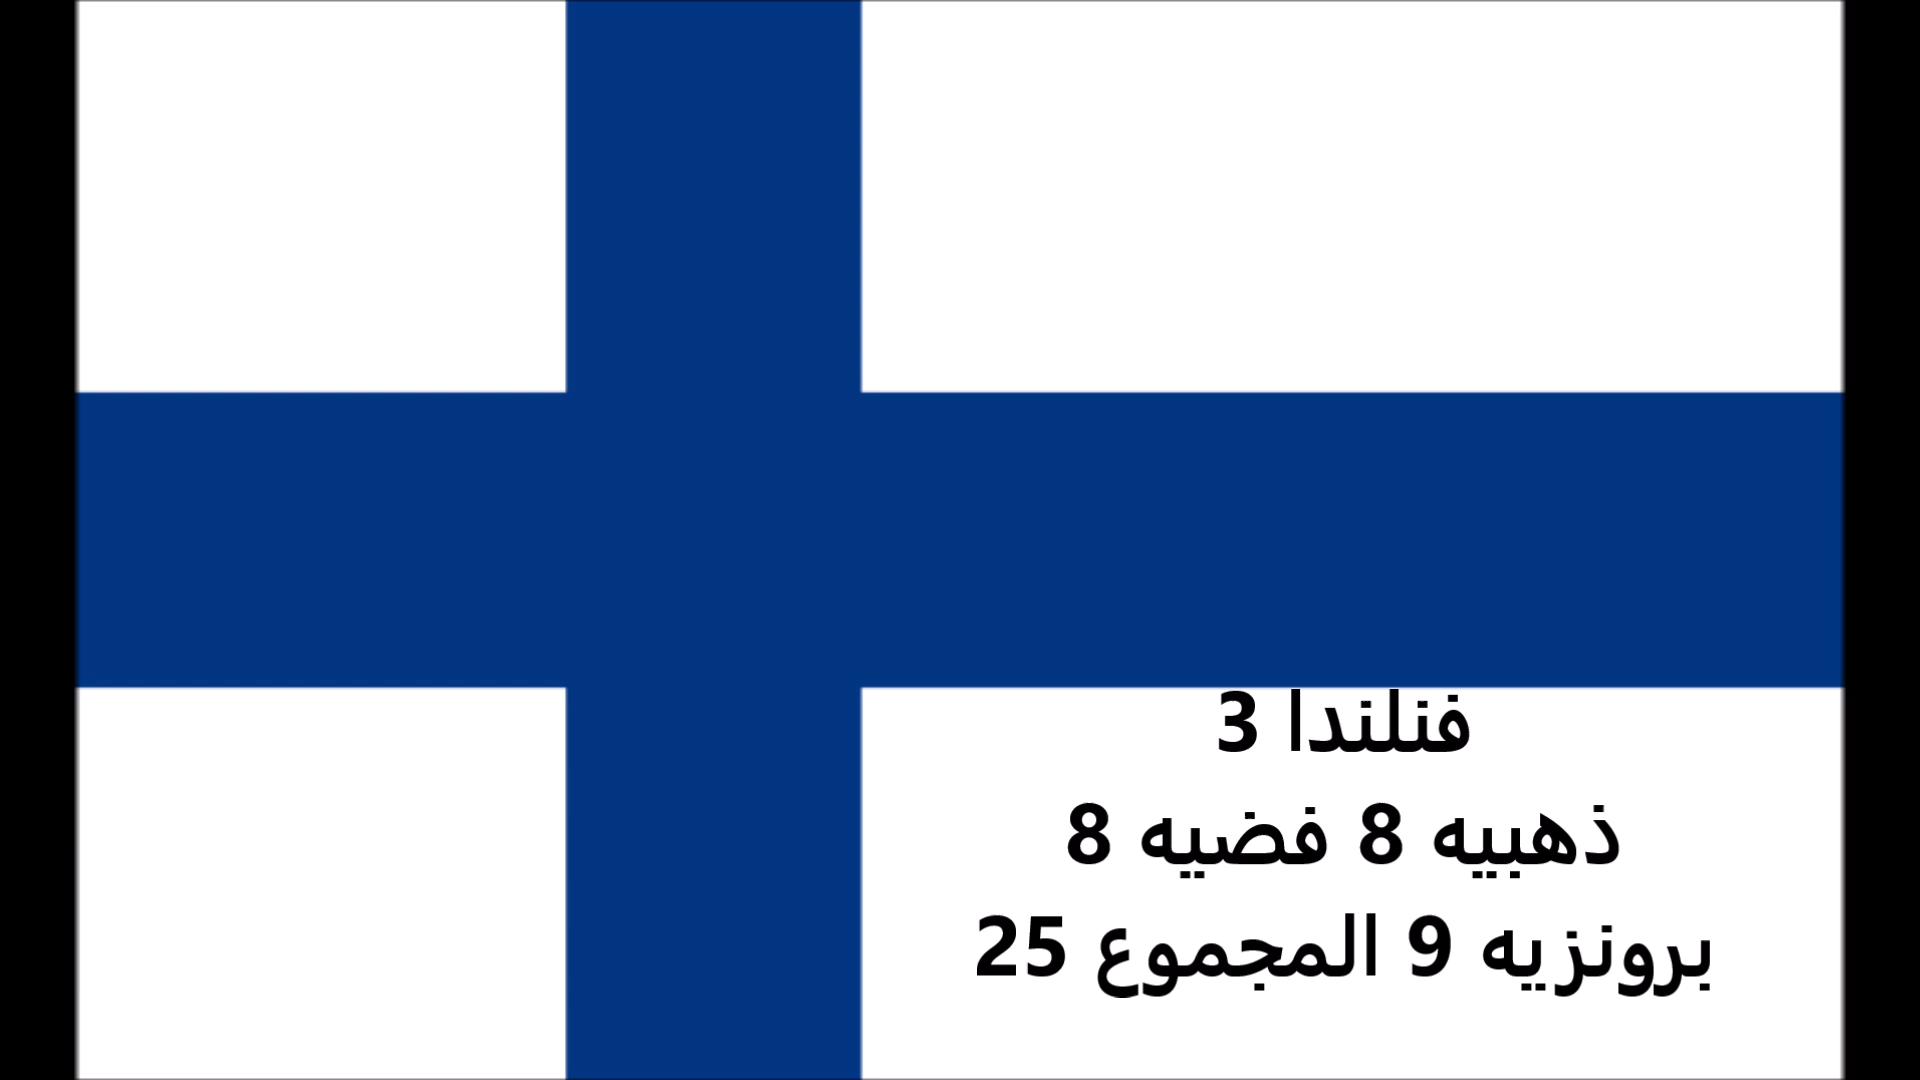 فنلندا 3
ذهبيه 8 فضيه 8
برونزيه 9 المجموع 25